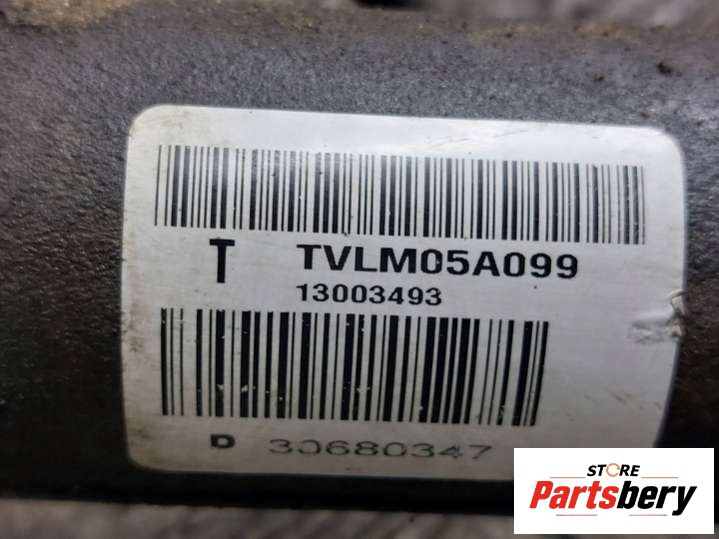 T TVLM05A099
13003493
D 30680347
STORE
Partsbery